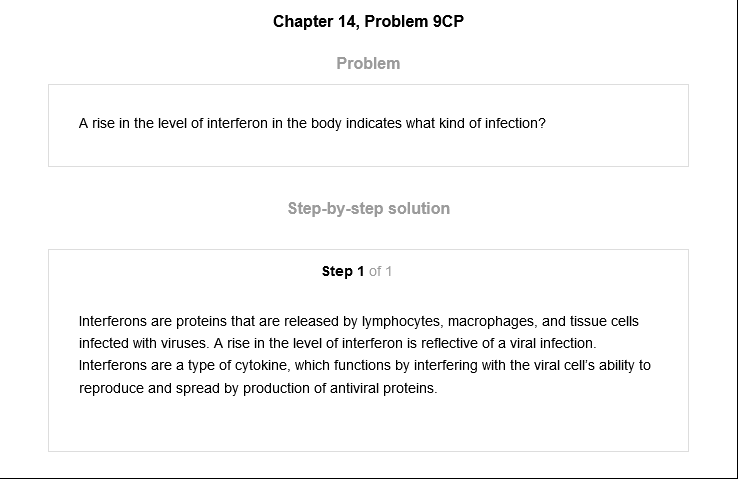 Chapter 14, Problem 9CP
Problem
A rise in the level of interferon in the body indicates what kind of infection?
Step-by-step solution
Step 1 of 1
Interferons are proteins that are released by lymphocytes, macrophages, and tissue cells
infected with viruses. A rise in the level of interferon is reflective of a viral infection.
Interferons are a type of cytokine, which functions by interfering with the viral cell's ability to
reproduce and spread by production of antiviral proteins.